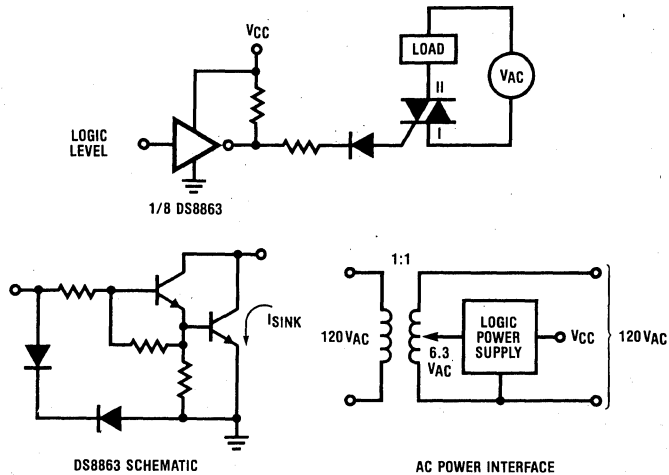 VCC
LOAD
VAC
II
I
LOGIC
LEVEL
1/8 DS8863
1:1
ISINK
120VAC
6.3
VAC
LOGIC
POWER
SUPPLY
VCC
120VAC
DS8863 SCHEMATIC
AC POWER INTERFACE